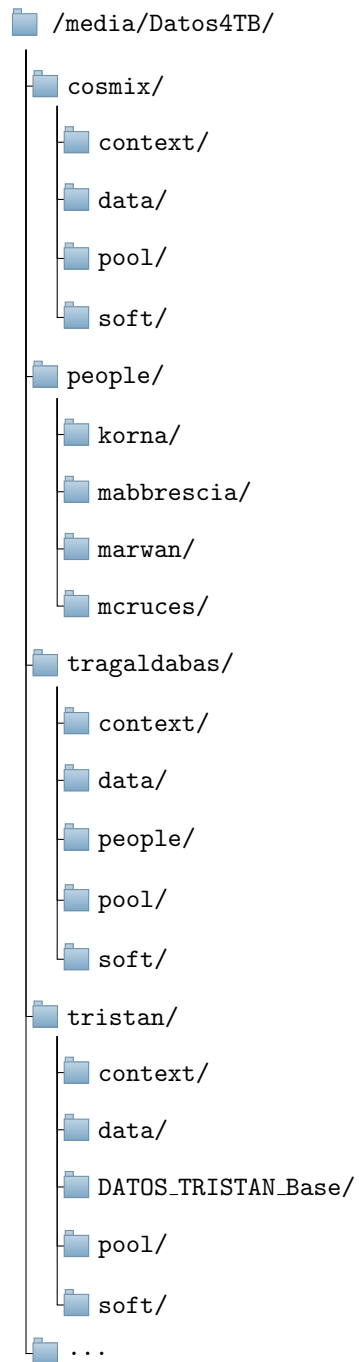 /media/Datos4TB/
cosmix/
context/
data/
pool/
soft/
people/
korna/
mabbrescia/
marwan/
mcruces/
tragaldabas/
context/
data/
people/
pool/
soft/
tristan/
context/
data/
DATOS_TRISTAN_Base/
pool/
soft/
...